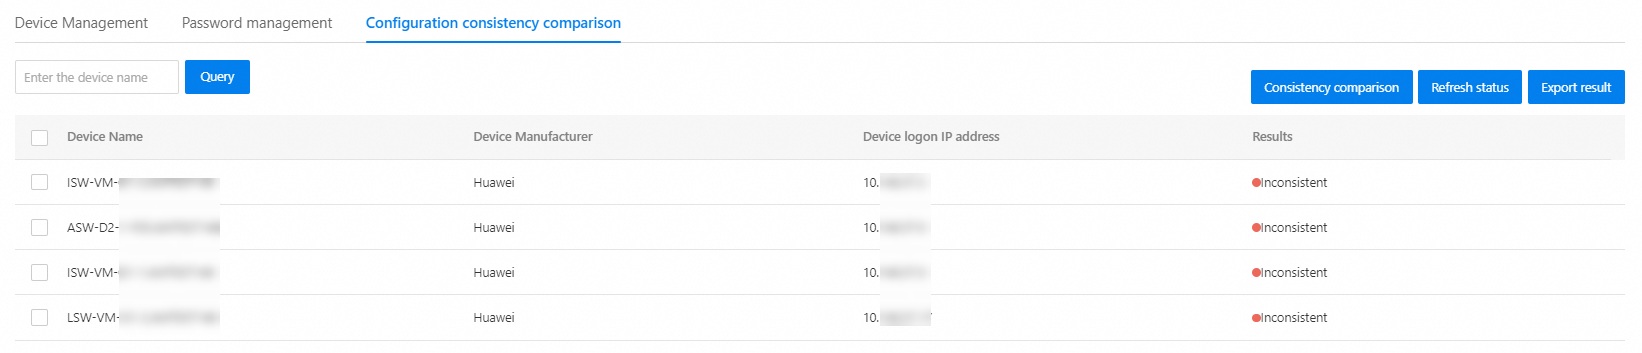 Device Management Password management Configuration consistency comparison
Enter the device name Query
Consistency comparison Refresh status Export result
Device Name Device Manufacturer Device logon IP address Results
ISW-VM- Huawei 10. Inconsistent
ASW-D2- Huawei 10. Inconsistent
ISW-VM- Huawei 10. Inconsistent
LSW-VM- Huawei 10. Inconsistent